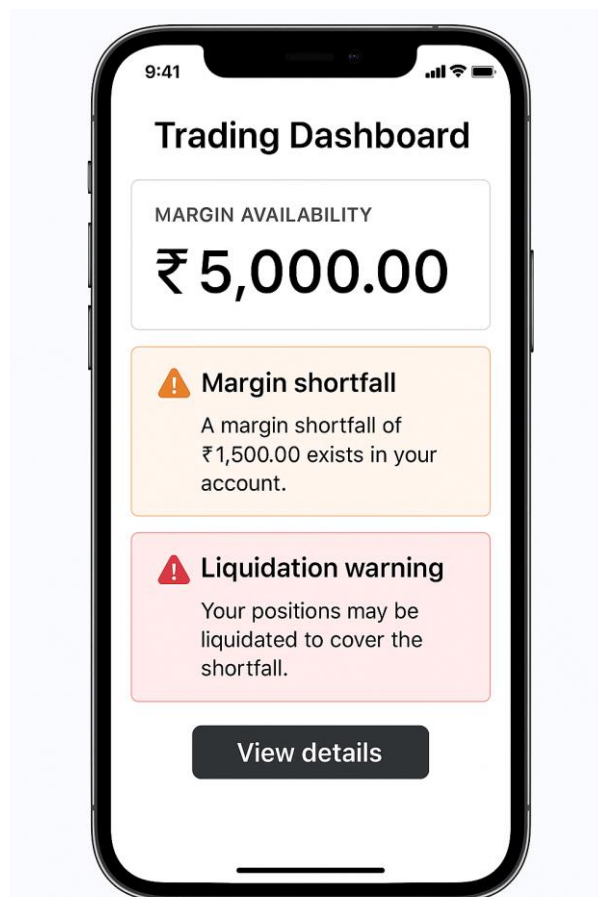 9:41
Trading Dashboard
MARGIN AVAILABILITY
₹5,000.00
Margin shortfall
A margin shortfall of
₹1,500.00 exists in your
account.
Liquidation warning
Your positions may be
liquidated to cover the
shortfall.
View details